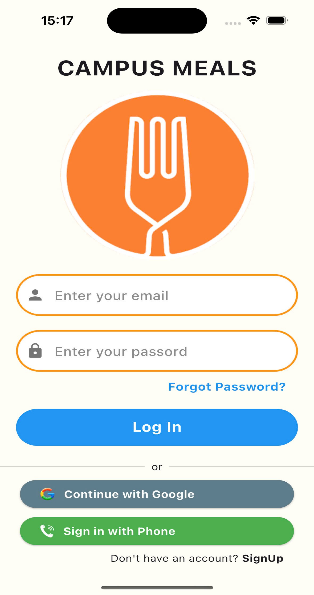 15:17
CAMPUS MEALS
Enter your email
Enter your passord
Forgot Password?
Log In
or
Continue with Google
Sign in with Phone
Don't have an account? SignUp